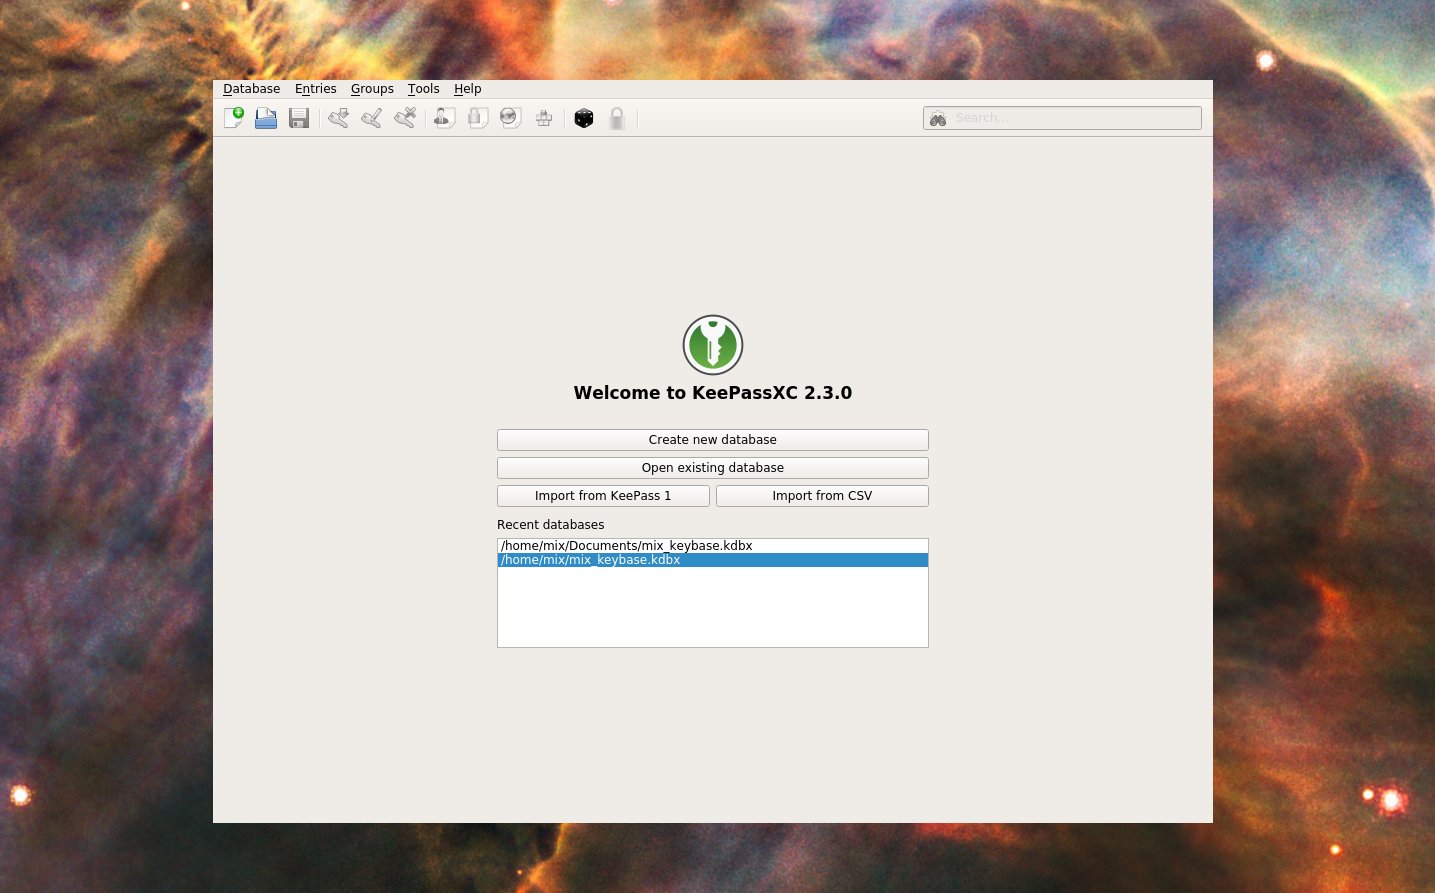 Database Entries Groups Tools Help
Search...
Welcome to KeePassXC 2.3.0
Create new database
Open existing database
Import from KeePass 1 Import from CSV
Recent databases
/home/mix/Documents/mix_keybase.kdbx
/home/mix/mix_keybase.kdbx